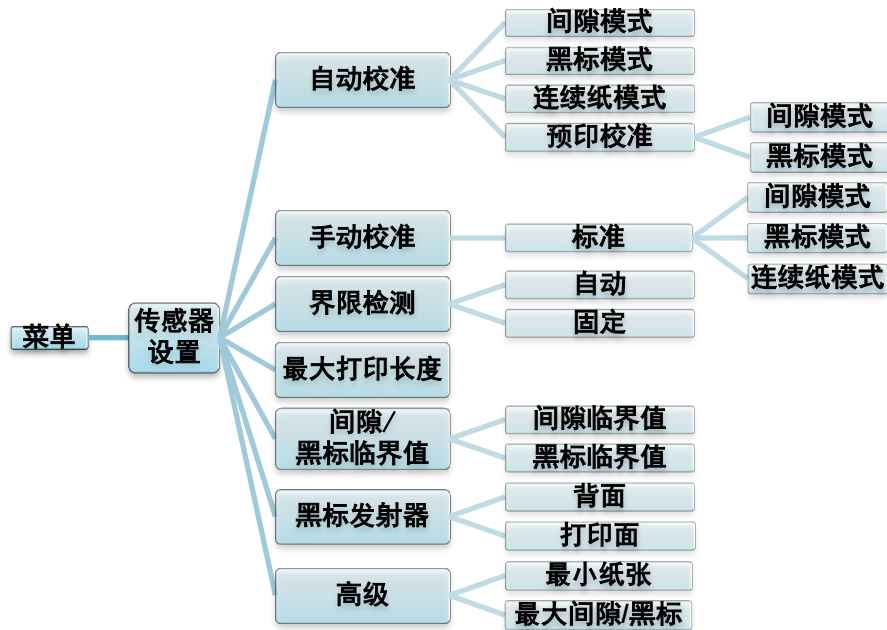 菜单
传感器
设置
自动校准
间隙模式
黑标模式
连续纸模式
预印校准
间隙模式
黑标模式
手动校准
标准
间隙模式
黑标模式
连续纸模式
界限检测
自动
固定
最大打印长度
间隙/
黑标临界值
间隙临界值
黑标临界值
黑标发射器
背面
打印面
高级
最小纸张
最大间隙/黑标